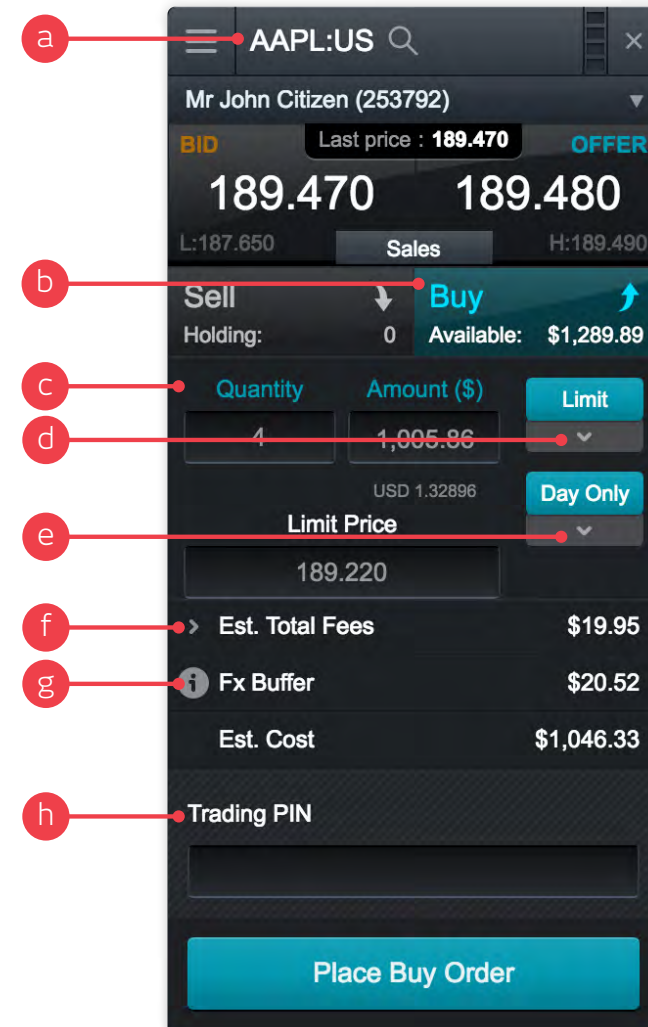 a
AAPL:US
Mr John Citizen (253792)
BID Last price : 189.470 OFFER
189.470 189.480
L:187.650 Sales H:189.490
b
Sell Buy
Holding: 0 Available: $1,289.89
c
Quantity Amount ($) Limit
d
4 1,005.86
USD 1.32896 Day Only
e
Limit Price
189.220
f
Est. Total Fees $19.95
g
i Fx Buffer $20.52
Est. Cost $1,046.33
h
Trading PIN
Place Buy Order